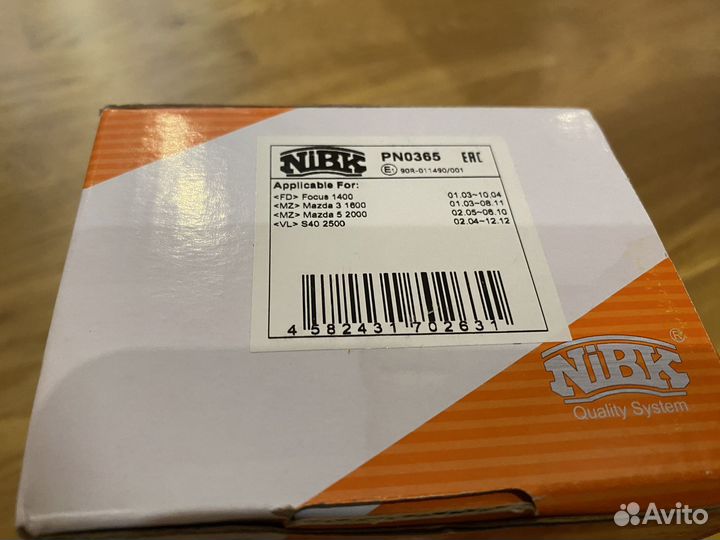 NiBK PN0365 EAC
E1 90R-011490/001
Applicable For:
<FD> Focus 1400 01.03~10.04
<MZ> Mazda 3 1600 01.03~08.11
<MZ> Mazda 5 2000 02.05~06.10
<VL> S40 2500 02.04~12.12
4 582431 702631
NiBK ®
Quality System
Avito